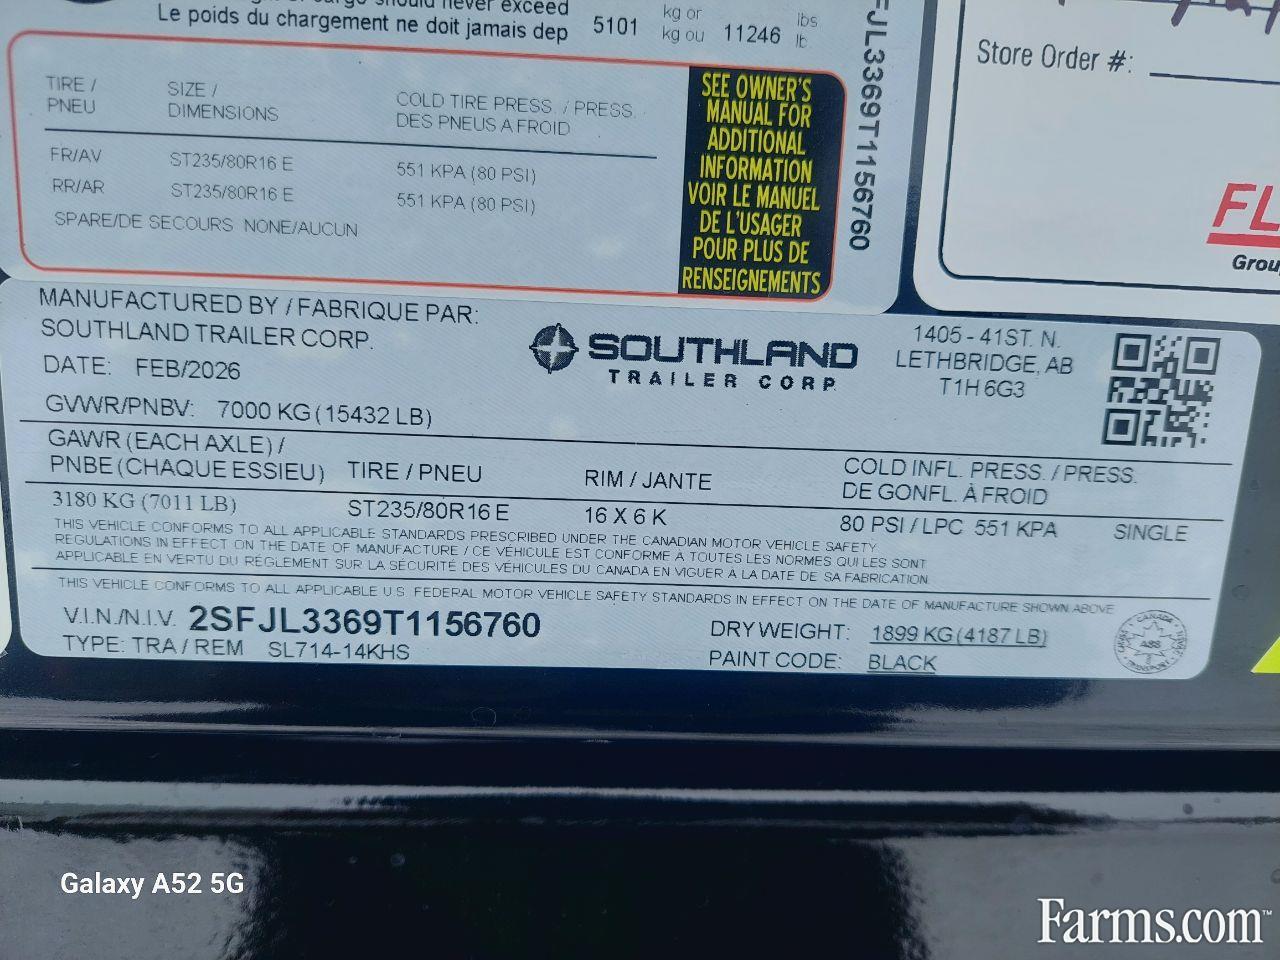 should never exceed
Le poids du chargement ne doit jamais dep 5101 kg or kg ou 11246 lbs lb.
TIRE / PNEU SIZE / DIMENSIONS COLD TIRE PRESS. / PRESS. DES PNEUS A FROID
FR/AV ST235/80R16 E 551 KPA (80 PSI)
RR/AR ST235/80R16 E 551 KPA (80 PSI)
SPARE/DE SECOURS NONE/AUCUN
SEE OWNER'S
MANUAL FOR
ADDITIONAL
INFORMATION
VOIR LE MANUEL
DE L'USAGER
POUR PLUS DE
RENSEIGNEMENTS
FJL3369T1156760
Store Order #:
FL
Grou
MANUFACTURED BY / FABRIQUE PAR:
SOUTHLAND TRAILER CORP.
DATE: FEB/2026
GVWR/PNBV: 7000 KG (15432 LB)
SOUTHLAND
TRAILER CORP
1405 - 41ST. N.
LETHBRIDGE, AB
T1H 6G3
GAWR (EACH AXLE) /
PNBE (CHAQUE ESSIEU) TIRE / PNEU RIM / JANTE COLD INFL. PRESS. / PRESS.
DE GONFL. À FROID
3180 KG (7011 LB) ST235/80R16 E 16 X 6 K 80 PSI / LPC 551 KPA SINGLE
THIS VEHICLE CONFORMS TO ALL APPLICABLE STANDARDS PRESCRIBED UNDER THE CANADIAN MOTOR VEHICLE SAFETY
REGULATIONS IN EFFECT ON THE DATE OF MANUFACTURE / CE VÉHICULE EST CONFORME À TOUTES LES NORMES QUI LES SONT
APPLICABLE EN VERTU DU RÉGLEMENT SUR LA SÉCURITÉ DES VÉHICULES DU CANADA EN VIGUER À LA DATE DE SA FABRICATION.
THIS VEHICLE CONFORMS TO ALL APPLICABLE U.S. FEDERAL MOTOR VEHICLE SAFETY STANDARDS IN EFFECT ON THE DATE OF MANUFACTURE SHOWN ABOVE
V.I.N./N.I.V. 2SFJL3369T1156760 DRY WEIGHT: 1899 KG (4187 LB)
TYPE: TRA / REM SL714-14KHS PAINT CODE: BLACK
CANADA
TRANSPORT
Galaxy A52 5G
Farms.com™